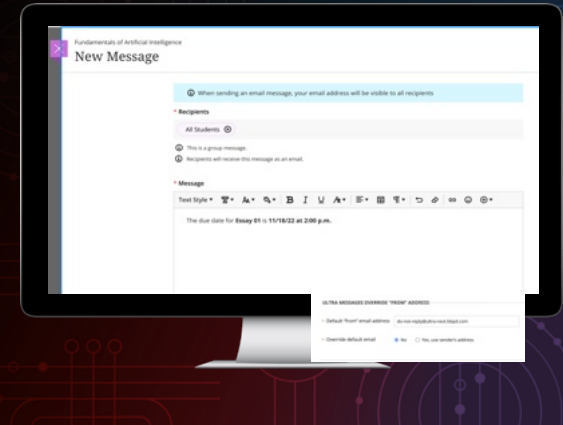 Fundamentals of Artificial Intelligence
New Message
When sending an email message, your email address will be visible to all recipients
* Recipients
All Students
This is a group message.
Recipients will receive this message as an email.
* Message
Text Style
B I U
The due date for Essay 01 is 11/18/22 at 2:00 p.m.
ULTRA MESSAGES OVERRIDE "FROM" ADDRESS
Default "From" email address
Override default email No Yes, use sender's address